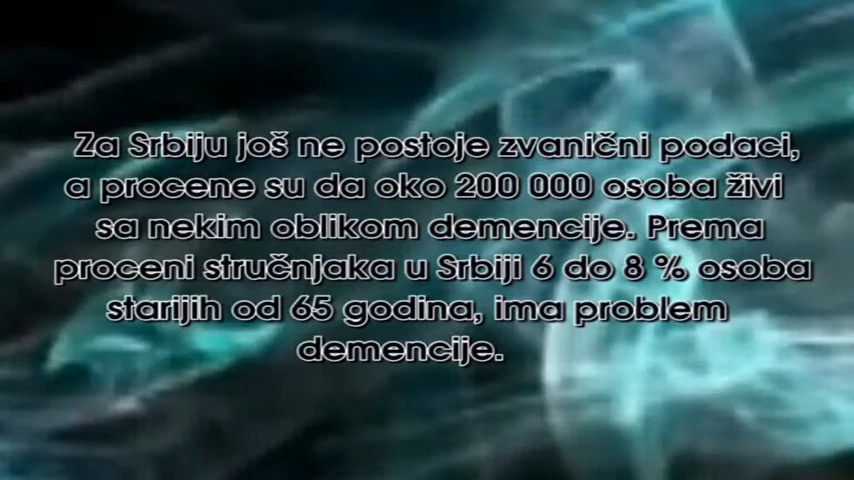 Za Srbiju još ne postoje zvanični podaci,
a procene su da oko 200 000 osoba živi
sa nekim oblikom demencije. Prema
proceni stručnjaka u Srbiji 6 do 8 % osoba
starijih od 65 godina, ima problem
demencije.